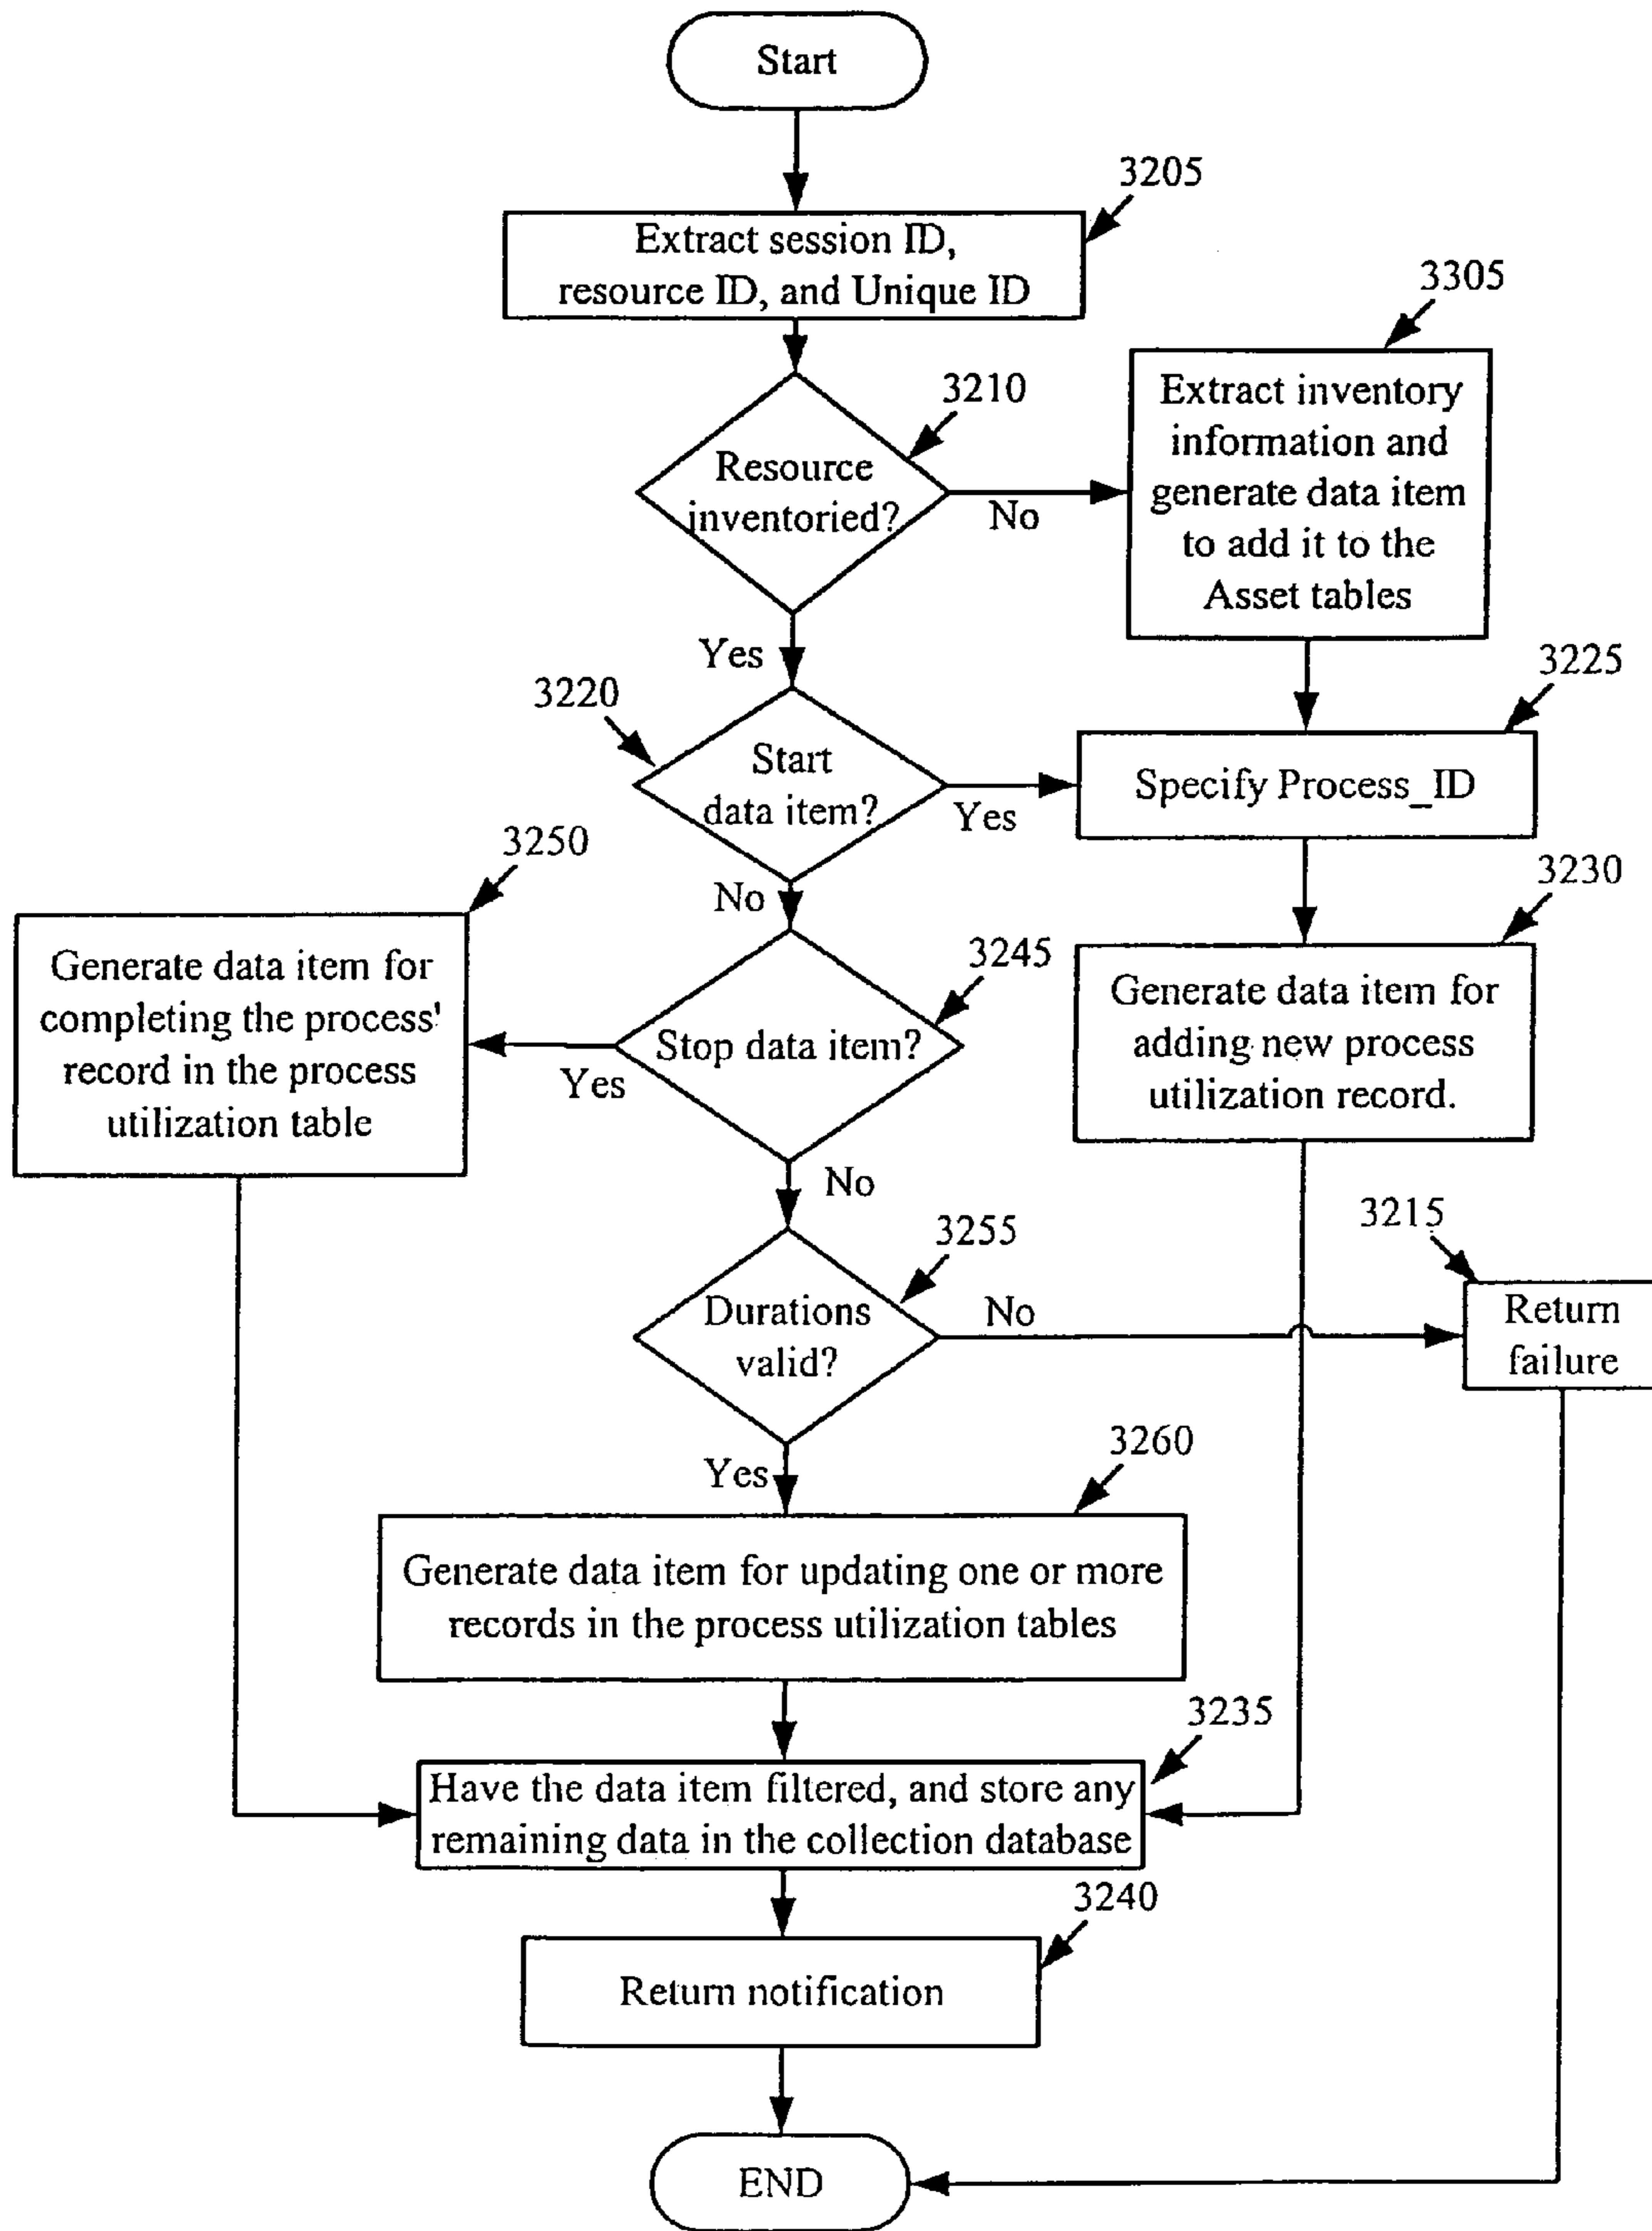 Start
3205
Extract session ID,
resource ID, and Unique ID
3305
Extract inventory
information and
generate data item
to add it to the
Asset tables
3210
Resource
inventoried?
No
Yes
3220
Start
data item?
Yes
3225
Specify Process_ID
No
3250
Generate data item for
completing the process'
record in the process
utilization table
3245
Stop data item?
Yes
3230
Generate data item for
adding new process
utilization record.
No
3255
Durations
valid?
No
3215
Return
failure
Yes
3260
Generate data item for updating one or more
records in the process utilization tables
3235
Have the data item filtered, and store any
remaining data in the collection database
3240
Return notification
END